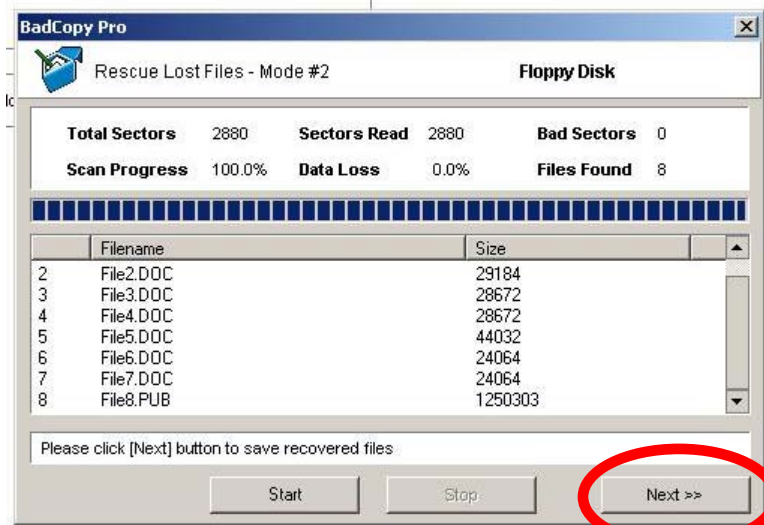 BadCopy Pro
Rescue Lost Files - Mode #2 Floppy Disk
Total Sectors 2880 Sectors Read 2880 Bad Sectors 0
Scan Progress 100.0% Data Loss 0.0% Files Found 8
Filename Size
2 File2.DOC 29184
3 File3.DOC 28672
4 File4.DOC 28672
5 File5.DOC 44032
6 File6.DOC 24064
7 File7.DOC 24064
8 File8.PUB 1250303
Please click [Next] button to save recovered files
Start Stop Next >>